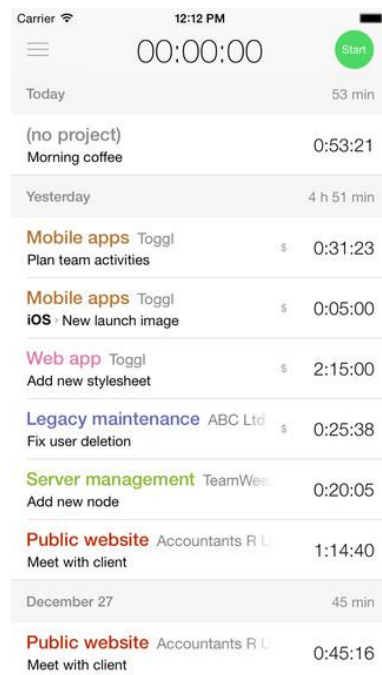 Carrier 12:12 PM
00:00:00 Start
Today 53 min
(no project)
Morning coffee 0:53:21
Yesterday 4 h 51 min
Mobile apps Toggl
Plan team activities $ 0:31:23
Mobile apps Toggl
iOS › New launch image $ 0:05:00
Web app Toggl
Add new stylesheet $ 2:15:00
Legacy maintenance ABC Ltd
Fix user deletion $ 0:25:38
Server management TeamWee
Add new node 0:20:05
Public website Accountants R U
Meet with client 1:14:40
December 27 45 min
Public website Accountants R U
Meet with client 0:45:16